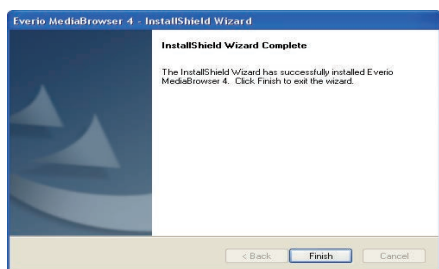 Everio MediaBrowser 4 - InstallShield Wizard
InstallShield Wizard Complete
The InstallShield Wizard has successfully installed Everio
MediaBrowser 4. Click Finish to exit the wizard.
< Back
Finish
Cancel